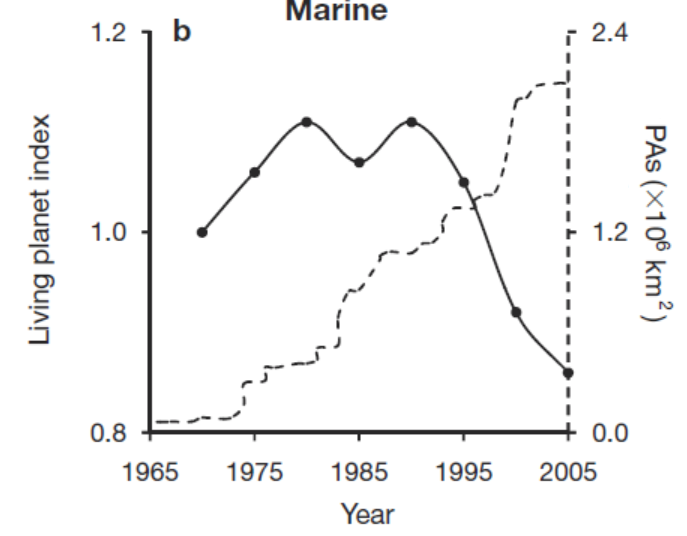 Marine
b
1.2
1.0
0.8
Living planet index
2.4
1.2
0.0
PAs (×10⁶ km²)
1965 1975 1985 1995 2005
Year